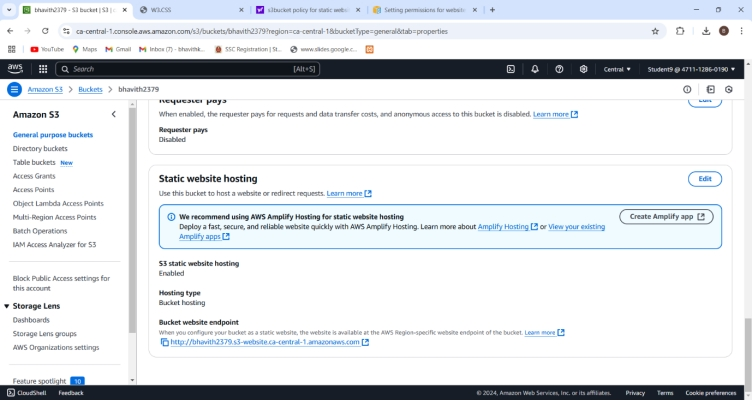 bhavith2379 - S3 bucket | S3 |
W3.CSS
s3bucket policy for static websit
Setting permissions for website
ca-central-1.console.aws.amazon.com/s3/buckets/bhavith2379?region=ca-central-1&bucketType=general&tab=properties
B
YouTube
Maps
Gmail
Inbox (7) - bhavithk...
SSC Registration | St...
www.slides.google.c...
aws
Search
[Alt+S]
Central
Student9 @ 4711-1286-0190
Amazon S3 > Buckets > bhavith2379
Amazon S3
General purpose buckets
Directory buckets
Table buckets New
Access Grants
Access Points
Object Lambda Access Points
Multi-Region Access Points
Batch Operations
IAM Access Analyzer for S3
Block Public Access settings for
this account
Storage Lens
Dashboards
Storage Lens groups
AWS Organizations settings
Feature spotlight 10
Requester pays
Edit
When enabled, the requester pays for requests and data transfer costs, and anonymous access to this bucket is disabled. Learn more
Requester pays
Disabled
Static website hosting
Edit
Use this bucket to host a website or redirect requests. Learn more
We recommend using AWS Amplify Hosting for static website hosting
Deploy a fast, secure, and reliable website quickly with AWS Amplify Hosting. Learn more about Amplify Hosting or View your existing
Amplify apps
Create Amplify app
S3 static website hosting
Enabled
Hosting type
Bucket hosting
Bucket website endpoint
When you configure your bucket as a static website, the website is available at the AWS Region-specific website endpoint of the bucket. Learn more
http://bhavith2379.s3-website.ca-central-1.amazonaws.com
CloudShell
Feedback
© 2024, Amazon Web Services, Inc. or its affiliates.
Privacy
Terms
Cookie preferences